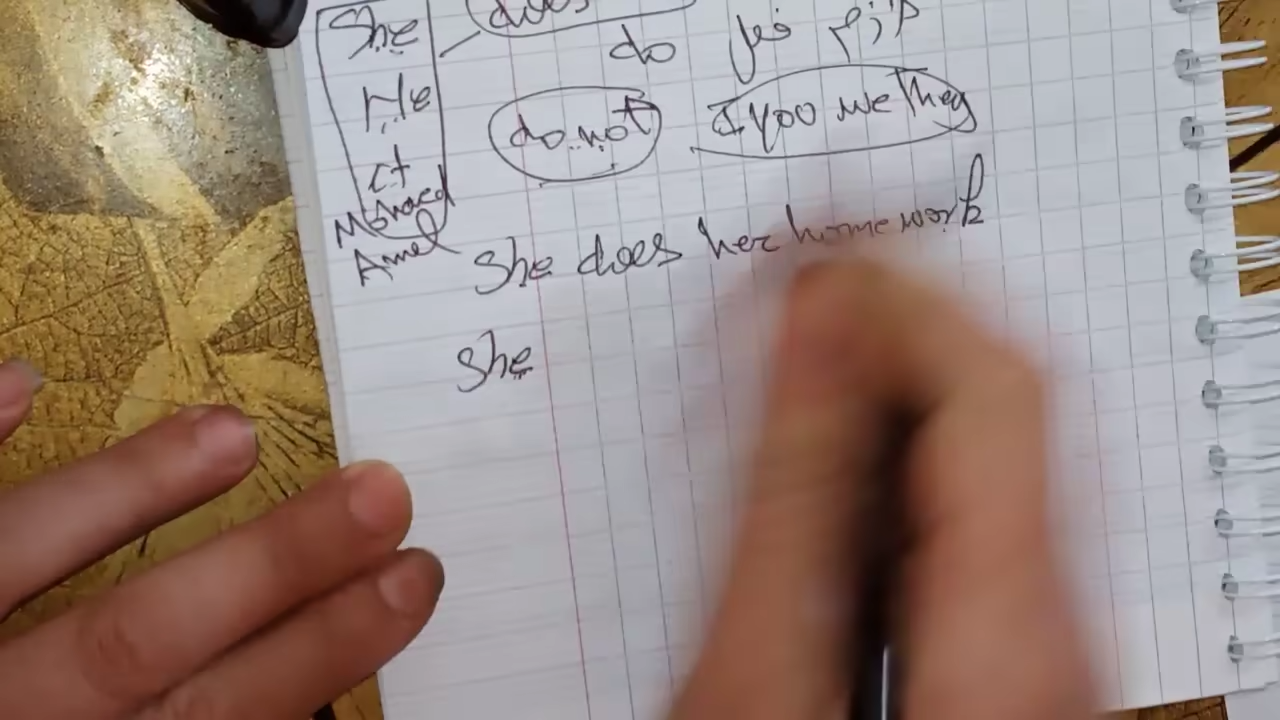 She does
He do
It do not I you we they
Mohamed
Amel
She does her homework
She